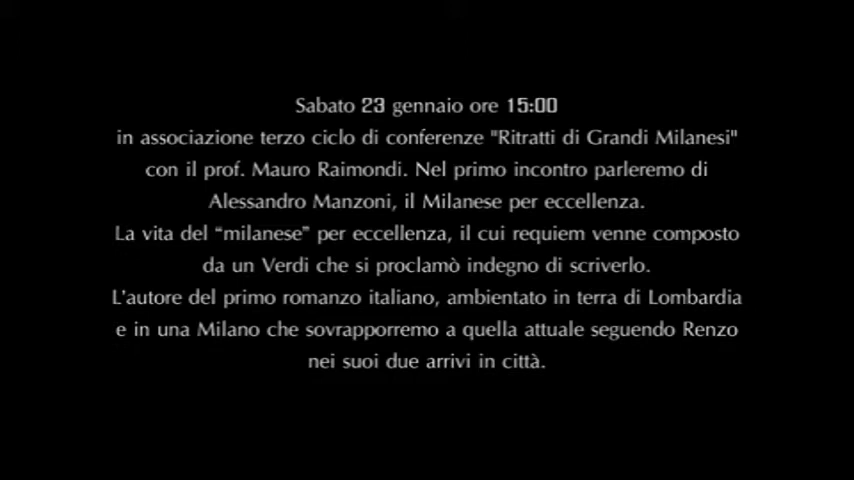 Sabato 23 gennaio ore 15:00
in associazione terzo ciclo di conferenze "Ritratti di Grandi Milanesi"
con il prof. Mauro Raimondi. Nel primo incontro parleremo di
Alessandro Manzoni, il Milanese per eccellenza.
La vita del “milanese” per eccellenza, il cui requiem venne composto
da un Verdi che si proclamò indegno di scriverlo.
L’autore del primo romanzo italiano, ambientato in terra di Lombardia
e in una Milano che sovrapporremo a quella attuale seguendo Renzo
nei suoi due arrivi in città.